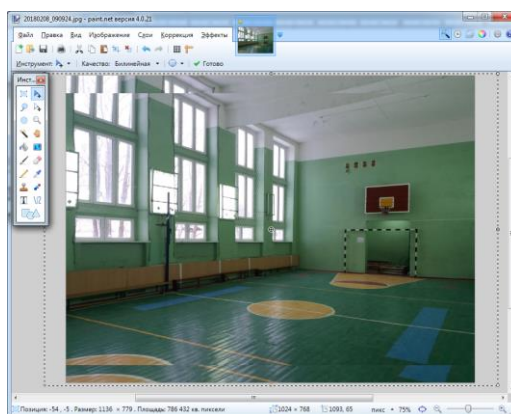 20180208_090924.jpg - paint.net версия 4.0.21
Файл Правка Вид Изображение Слои Коррекция Эффекты
Инструмент: Качество: Билинейная Готово
Инст...
Позиция: -54, -5. Размер: 1136 × 779. Площадь: 786 432 кв. пиксели 1024 × 768 1093, 65 пикс 75%